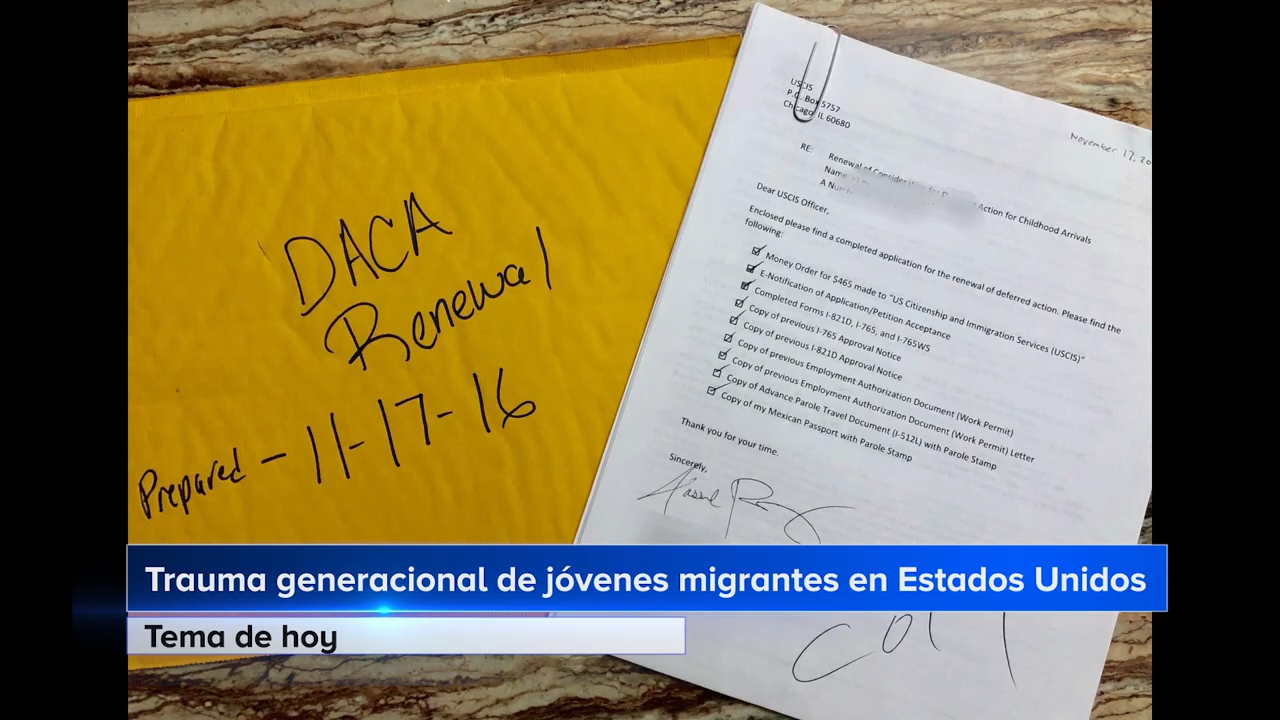 DACA
Renewal
Prepared - 11-17-16
USCIS
P.O. Box 5757
Chicago, IL 60680
November 17, 20
RE:
Renewal of Consideration for Action for Childhood Arrivals
Name
A Num
Dear USCIS Officer,
Enclosed please find a completed application for the renewal of deferred action. Please find the
following:
Money Order for $465 made to "US Citizenship and Immigration Services (USCIS)"
E-Notification of Application/Petition Acceptance
Completed Forms I-821D, I-765, and I-765WS
Copy of previous I-765 Approval Notice
Copy of previous I-821D Approval Notice
Copy of previous Employment Authorization Document (Work Permit)
Copy of previous Employment Authorization Document (Work Permit) Letter
Copy of Advance Parole Travel Document (I-512L) with Parole Stamp
Copy of my Mexican Passport with Parole Stamp
Thank you for your time.
Sincerely,
Trauma generacional de jóvenes migrantes en Estados Unidos
Tema de hoy